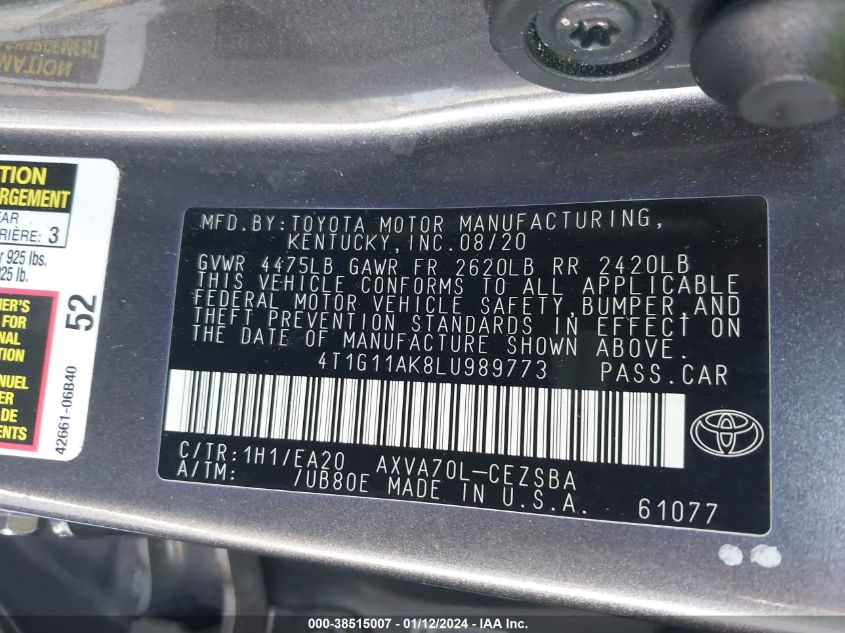 MFD.BY:TOYOTA MOTOR MANUFACTURING,
KENTUCKY,INC.08/20
GVWR 4475LB GAWR FR 2620LB RR 2420LB
THIS VEHICLE CONFORMS TO ALL APPLICABLE
FEDERAL MOTOR VEHICLE SAFETY,BUMPER,AND
THEFT PREVENTION STANDARDS IN EFFECT ON
THE DATE OF MANUFACTURE SHOWN ABOVE.
4T1G11AK8LU989773 PASS.CAR
C/TR:1H1/EA20 AXVA70L-CEZSBA
A/TM: /UB80E MADE IN U.S.A.
61077
3
925 lbs.
52
FOR
DE
42661-06B40
000-38515007 - 01/12/2024 - IAA Inc.